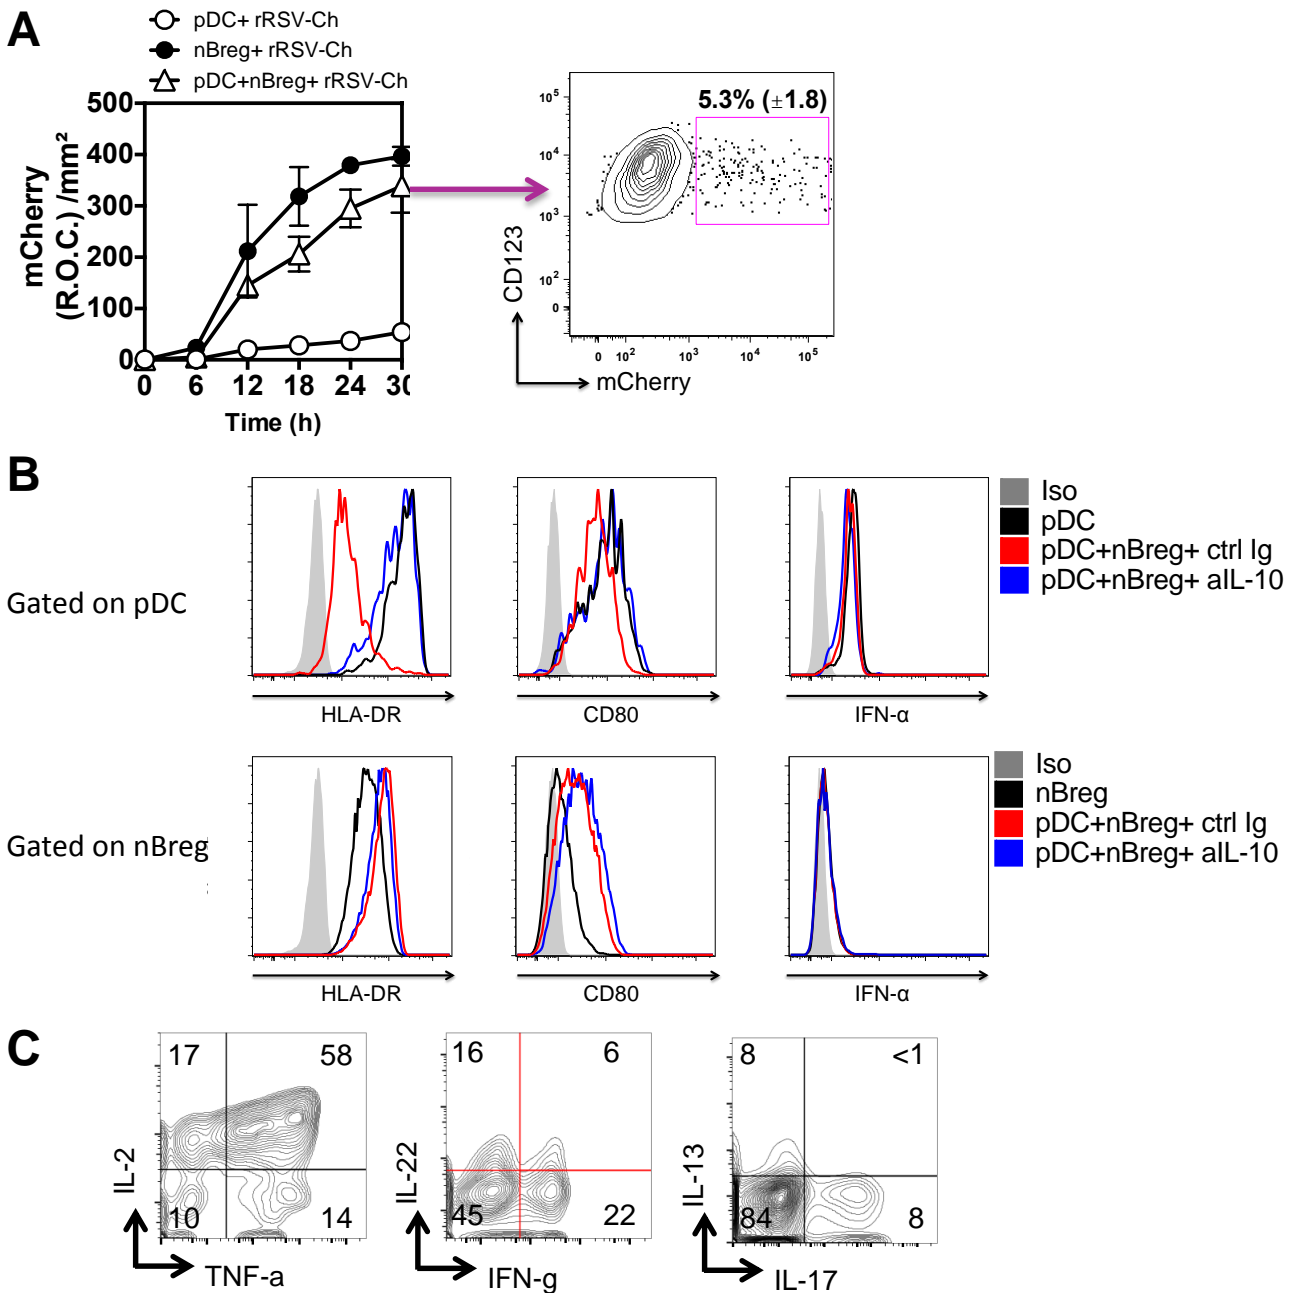 A
pDC+ rRSV-Ch
nBreg+ rRSV-Ch
pDC+nBreg+ rRSV-Ch
mCherry
(R.O.C.) /mm²
500
400
300
200
100
0
0 6 12 18 24 30
Time (h)
5.3% (±1.8)
10⁵
10⁴
10³
10²
0
CD123
0 10² 10³ 10⁴ 10⁵
mCherry
B
Gated on pDC
HLA-DR
CD80
IFN-α
Iso
pDC
pDC+nBreg+ ctrl Ig
pDC+nBreg+ aIL-10
Gated on nBreg
HLA-DR
CD80
IFN-α
Iso
nBreg
pDC+nBreg+ ctrl Ig
pDC+nBreg+ aIL-10
C
17 58
10 14
IL-2
TNF-a
16 6
45 22
IL-22
IFN-g
8 <1
84 8
IL-13
IL-17